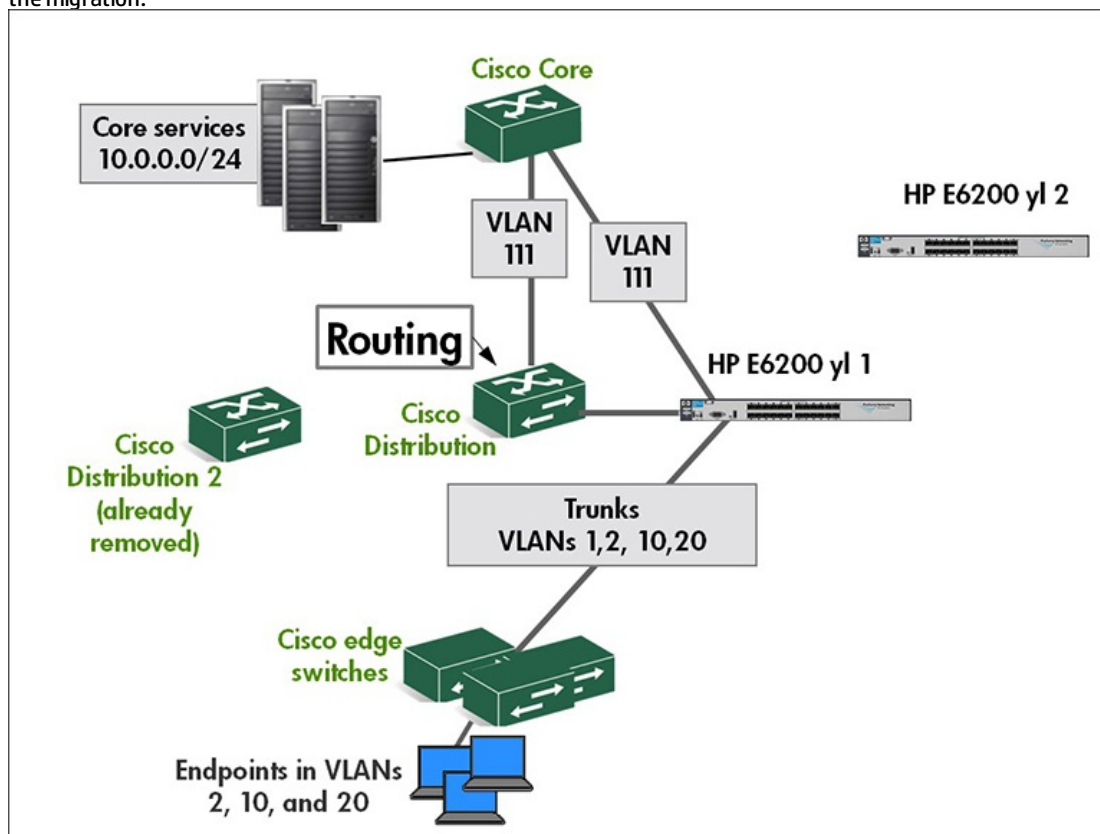 the migration.
Cisco Core
Core services
10.0.0.0/24
HP E6200 yl 2
VLAN
111
VLAN
111
Routing
HP E6200 yl 1
Cisco
Distribution 2
(already
removed)
Cisco
Distribution
Trunks
VLANs 1,2, 10,20
Cisco edge
switches
Endpoints in VLANs
2, 10, and 20